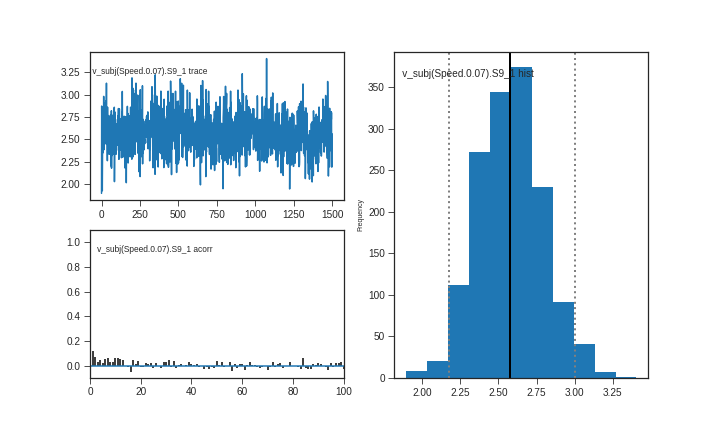 v_subj(Speed.0.07).S9_1 trace
3.25
3.00
2.75
2.50
2.25
2.00
0 250 500 750 1000 1250 1500
v_subj(Speed.0.07).S9_1 acorr
1.0
0.8
0.6
0.4
0.2
0.0
0 20 40 60 80 100
v_subj(Speed.0.07).S9_1 hist
Frequency
350
300
250
200
150
100
50
0
2.00 2.25 2.50 2.75 3.00 3.25